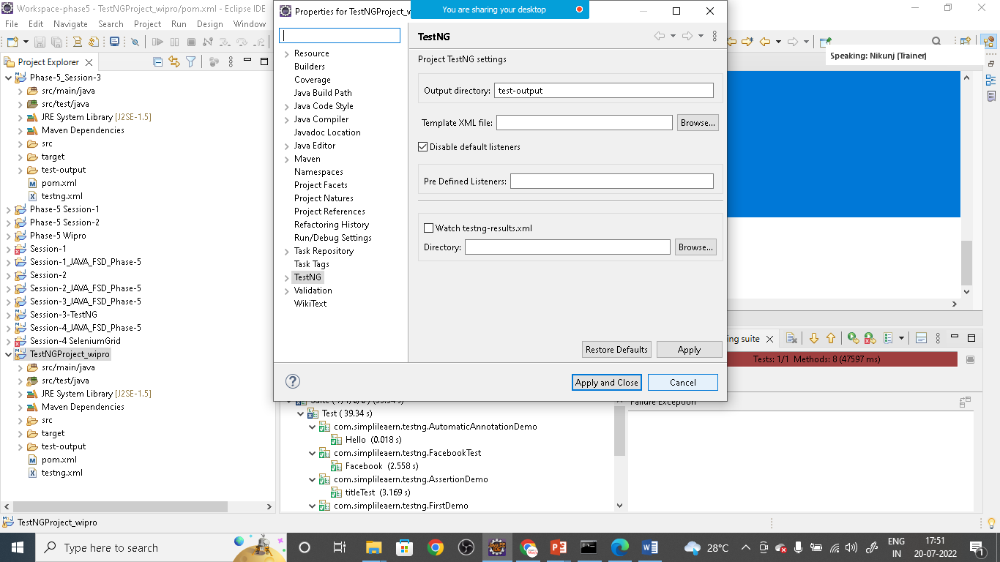 Workspace-phase5 - TestNGProject_wipro/pom.xml - Eclipse IDE
File Edit Navigate Search Project Run Design Window
Project Explorer
Phase-5_Session-3
src/main/java
src/test/java
JRE System Library [J2SE-1.5]
Maven Dependencies
src
target
test-output
pom.xml
testng.xml
Phase-5 Session-1
Phase-5 Session-2
Phase-5 Wipro
Session-1
Session-1_JAVA_FSD_Phase-5
Session-2
Session-2_JAVA_FSD_Phase-5
Session-3_JAVA_FSD_Phase-5
Session-3-TestNG
Session-4_JAVA_FSD_Phase-5
Session-4 SeleniumGrid
TestNGProject_wipro
src/main/java
src/test/java
JRE System Library [J2SE-1.5]
Maven Dependencies
src
target
test-output
pom.xml
testng.xml
Properties for TestNGProject_w
You are sharing your desktop
Resource
Builders
Coverage
Java Build Path
Java Code Style
Java Compiler
Javadoc Location
Java Editor
Maven
Namespaces
Project Facets
Project Natures
Project References
Refactoring History
Run/Debug Settings
Task Repository
Task Tags
TestNG
Validation
WikiText
TestNG
Project TestNG settings
Output directory: test-output
Template XML file: Browse...
Disable default listeners
Pre Defined Listeners:
Watch testng-results.xml
Directory: Browse...
Restore Defaults Apply
Apply and Close Cancel
Speaking: Nikunj (Trainer)
ing suite
Tests: 1/1 Methods: 8 (47597 ms)
Failure Exception
Test ( 39.34 s)
com.simplilearn.testng.AutomaticAnnotationDemo
Hello (0.018 s)
com.simplilearn.testng.FacebookTest
Facebook (2.558 s)
com.simplilearn.testng.AssertionDemo
titleTest (3.169 s)
com.simplilearn.testng.FirstDemo
TestNGProject_wipro
Type here to search
28°C
ENG
IN
17:51
20-07-2022
1